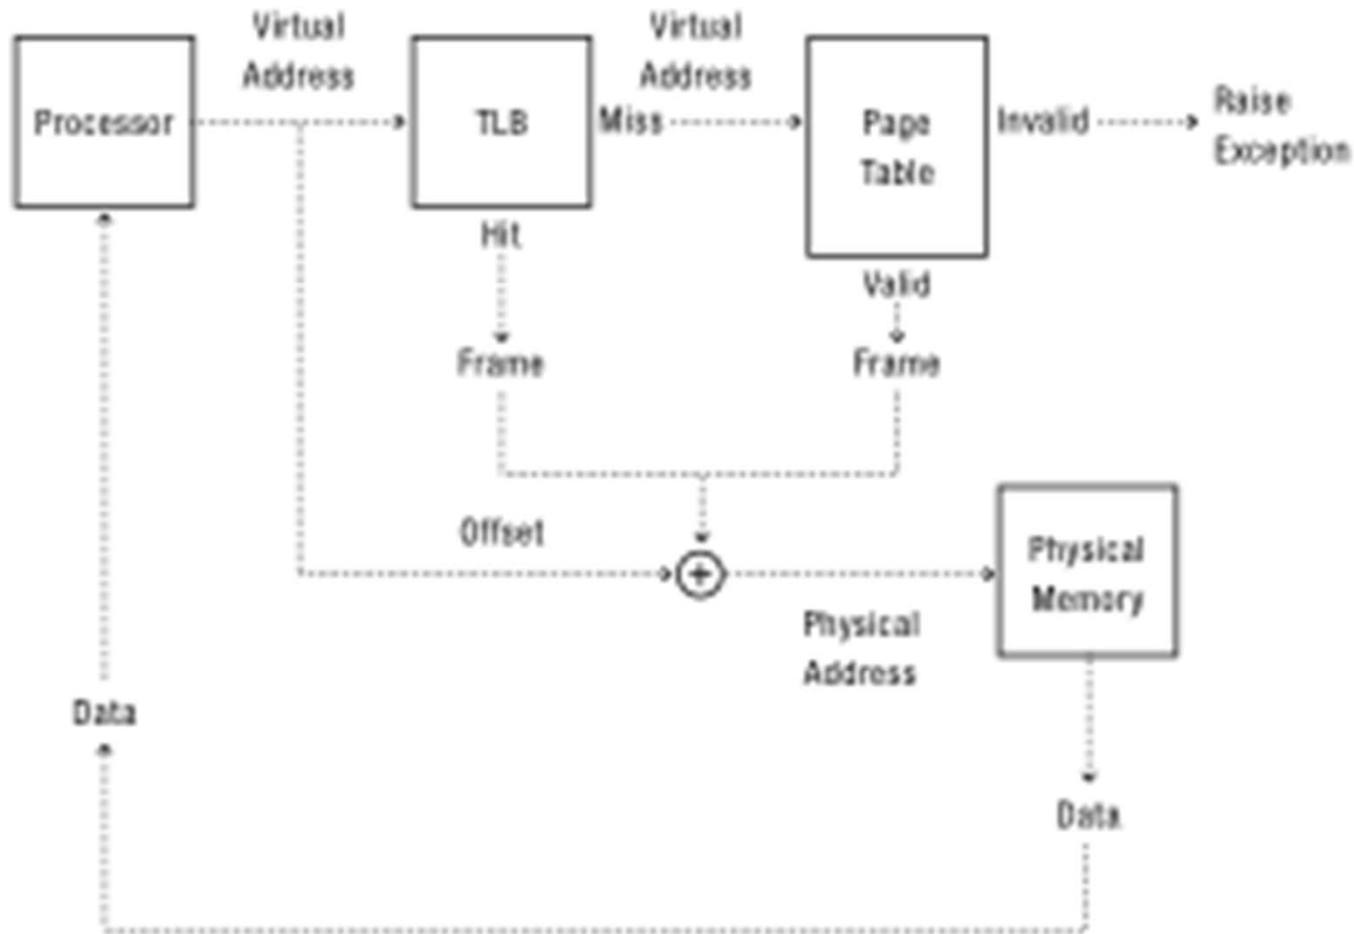 Virtual
Address
Virtual
Address
Processor
TLB
Miss
Page
Table
Invalid
Raise
Exception
Hit
Valid
Frame
Frame
Offset
Physical
Memory
Physical
Address
Data
Data